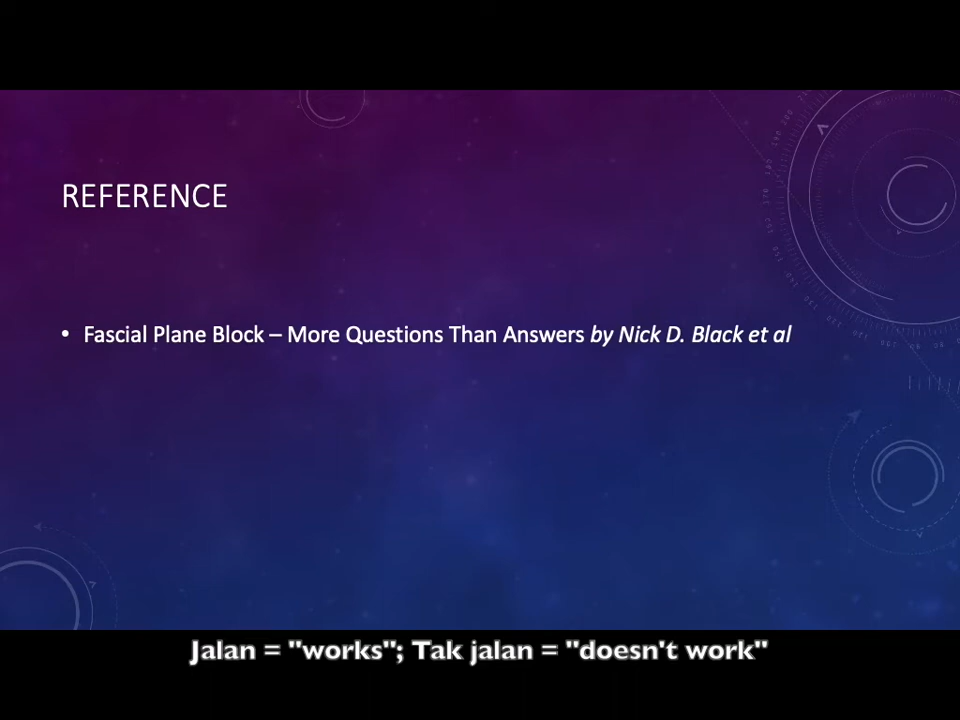 REFERENCE
• Fascial Plane Block – More Questions Than Answers by Nick D. Black et al
Jalan = "works"; Tak jalan = "doesn't work"